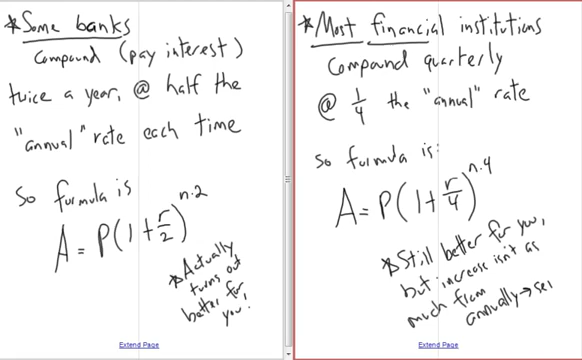 *Some banks
Compound (pay interest)
twice a year, @ half the
"annual" rate each time
So formula is
A = P(1 + r/2)^n·2
*Actually
turns out
better for
you!
Extend Page
*Most financial institutions
Compound quarterly
@ 1/4 the "annual" rate
So formula is:
A = P(1 + r/4)^n·4
*Still better for you,
but increase isn't as
much from
annually → sei
Extend Page